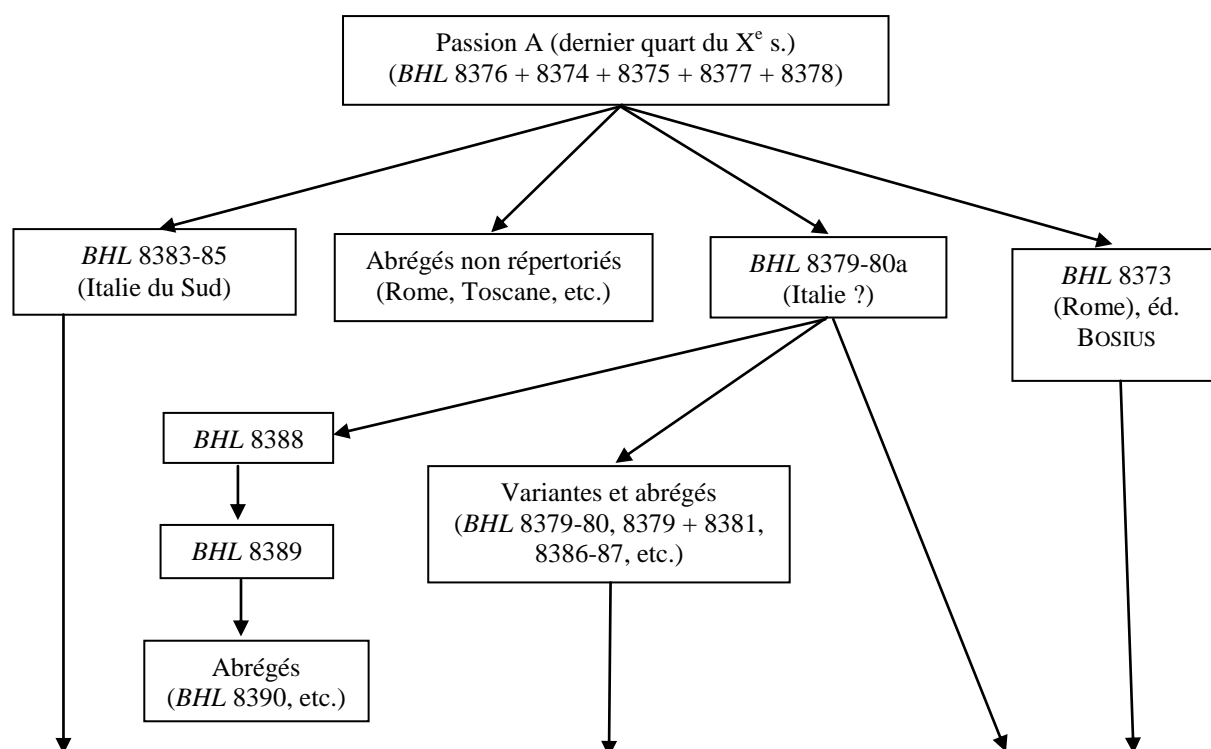 Passion A (dernier quart du Xe s.)
(BHL 8376 + 8374 + 8375 + 8377 + 8378)
BHL 8383-85
(Italie du Sud)
Abrégés non répertoriés
(Rome, Toscane, etc.)
BHL 8379-80a
(Italie ?)
BHL 8373
(Rome), éd.
BOSIUS
BHL 8388
Variantes et abrégés
(BHL 8379-80, 8379 + 8381,
8386-87, etc.)
BHL 8389
Abrégés
(BHL 8390, etc.)